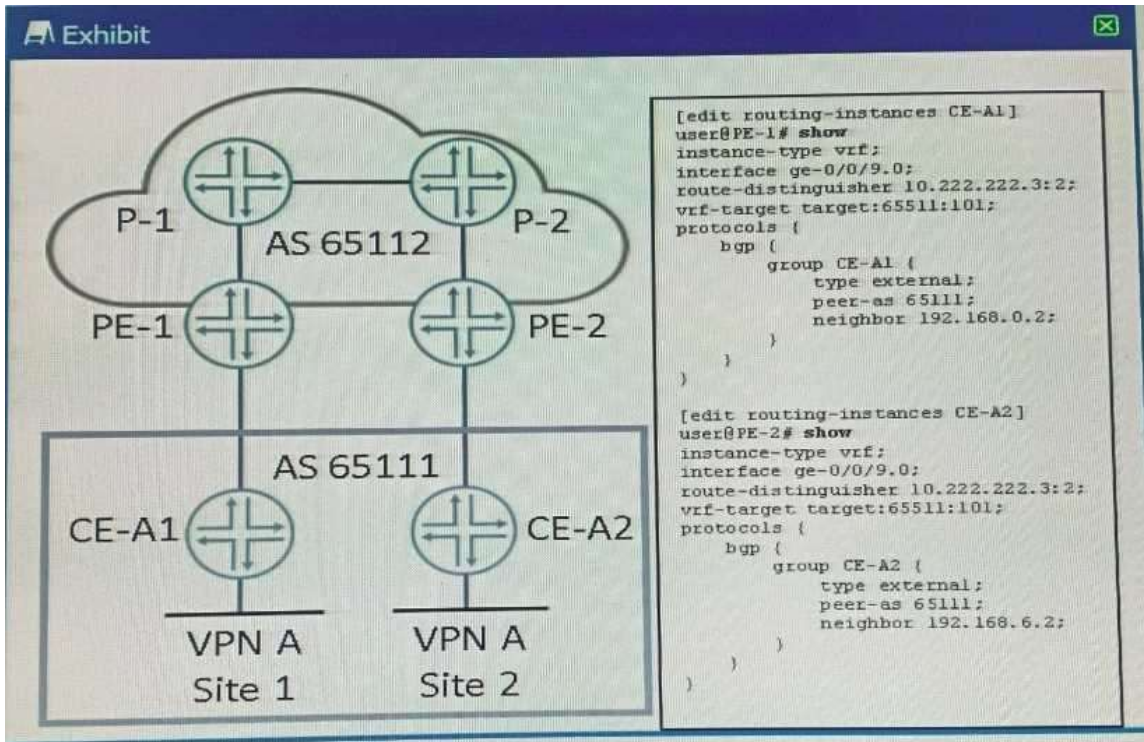 Exhibit
P-1
P-2
AS 65112
PE-1
PE-2
AS 65111
CE-A1
CE-A2
VPN A
Site 1
VPN A
Site 2
[edit routing-instances CE-A1]
user@PE-1# show
instance-type vrf;
interface ge-0/0/9.0;
route-distinguisher 10.222.222.3:2;
vrf-target target:65511:101;
protocols {
bgp {
group CE-A1 {
type external;
peer-as 65111;
neighbor 192.168.0.2;
}
}
}
[edit routing-instances CE-A2]
user@PE-2# show
instance-type vrf;
interface ge-0/0/9.0;
route-distinguisher 10.222.222.3:2;
vrf-target target:65511:101;
protocols {
bgp {
group CE-A2 {
type external;
peer-as 65111;
neighbor 192.168.6.2;
}
}
}